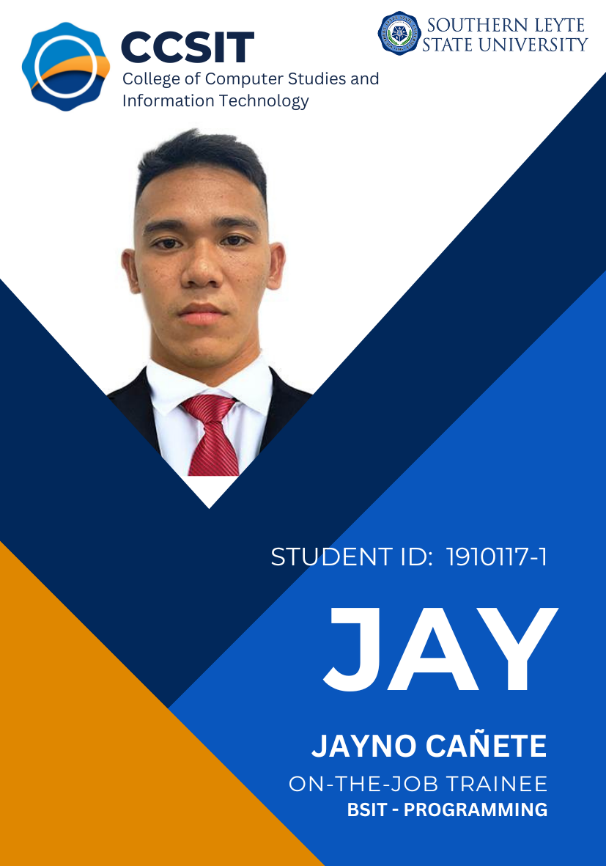 CCSIT
College of Computer Studies and
Information Technology
SOUTHERN LEYTE
STATE UNIVERSITY
STUDENT ID: 1910117-1
JAY
JAYNO CAÑETE
ON-THE-JOB TRAINEE
BSIT - PROGRAMMING